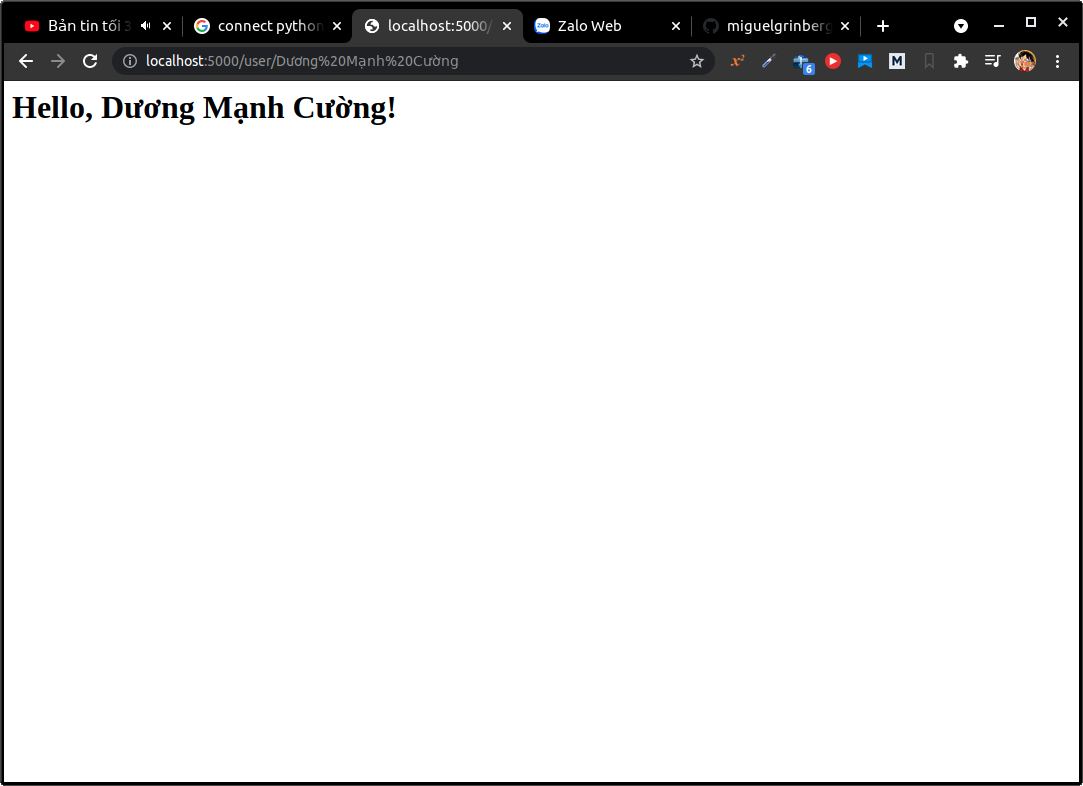 Bản tin tối 3
connect python
localhost:5000/
Zalo Web
miguelgrinberg
localhost:5000/user/Dương%20Mạnh%20Cường
6
M
Hello, Dương Mạnh Cường!